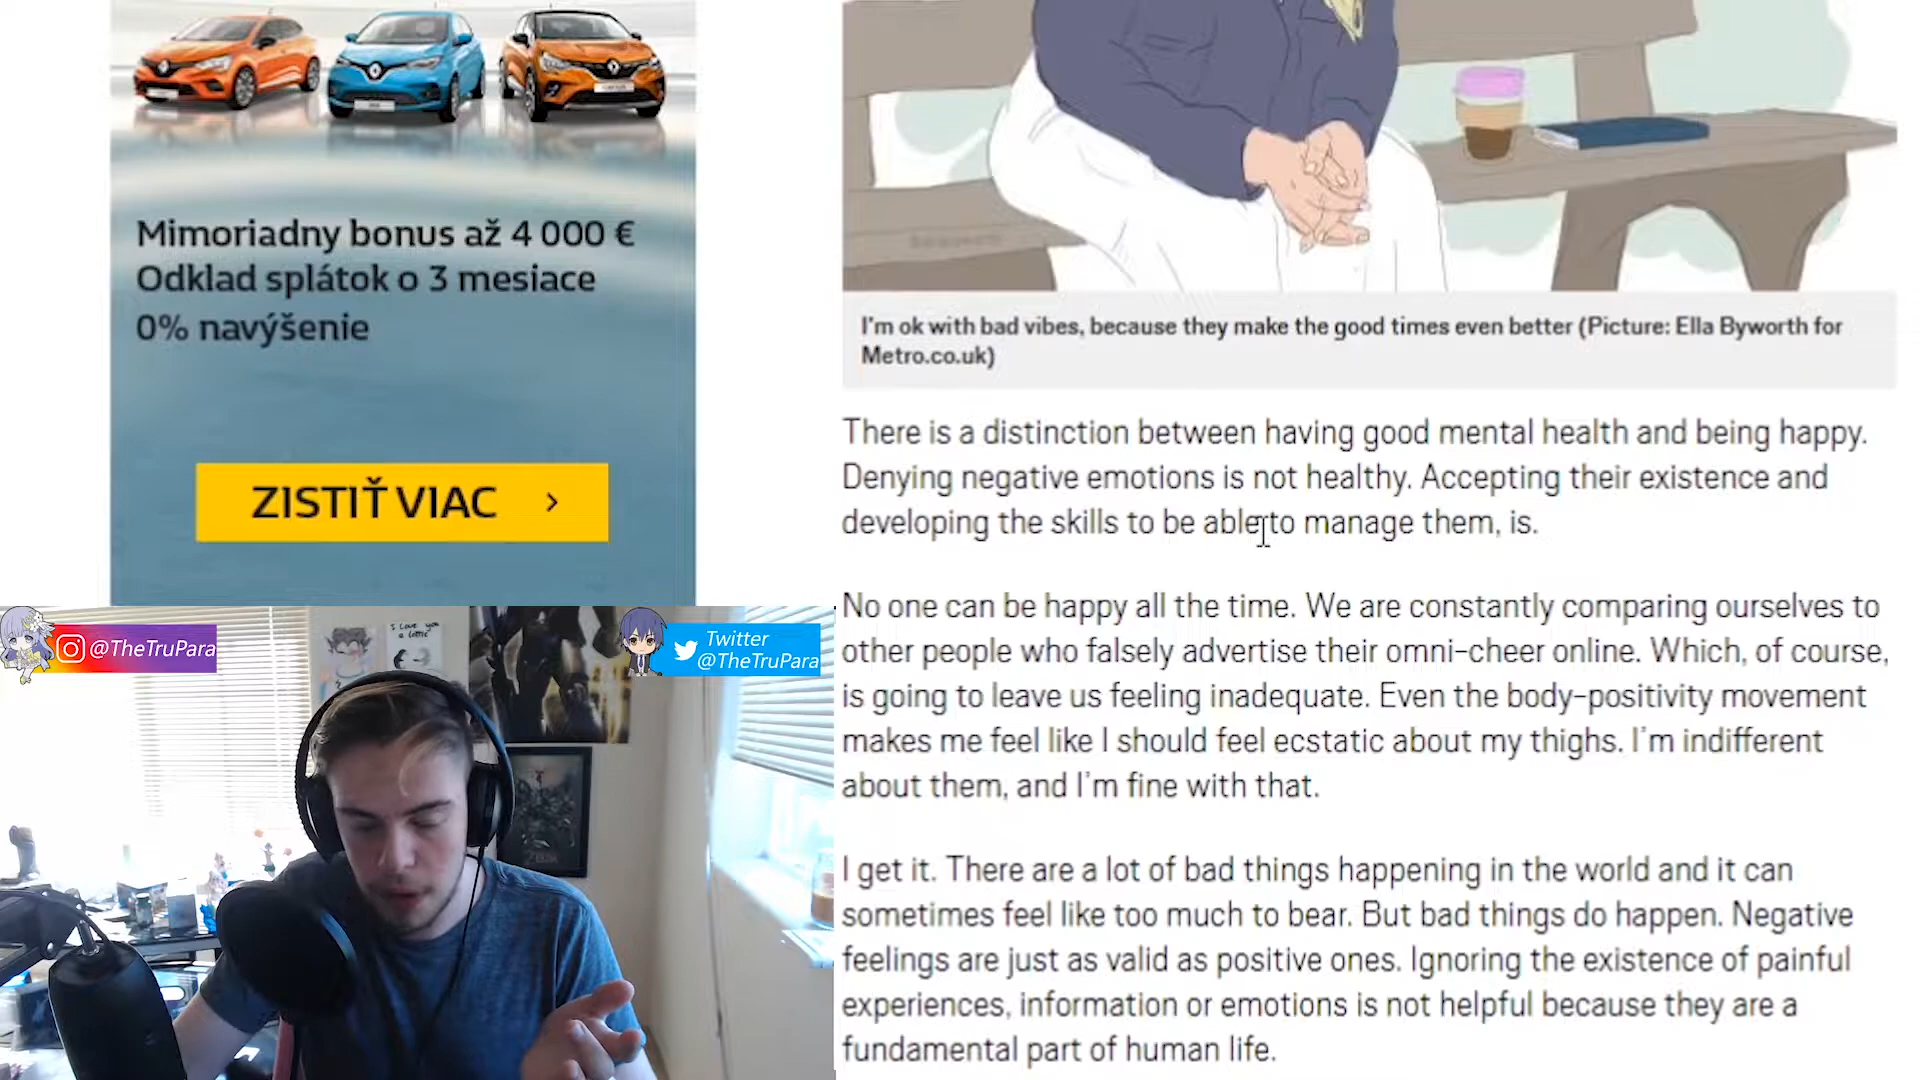 Mimoriadny bonus až 4 000 €
Odklad splátok o 3 mesiace
0% navýšenie
ZISTIŤ VIAC
I'm ok with bad vibes, because they make the good times even better (Picture: Ella Byworth for
Metro.co.uk)
There is a distinction between having good mental health and being happy.
Denying negative emotions is not healthy. Accepting their existence and
developing the skills to be able to manage them, is.
No one can be happy all the time. We are constantly comparing ourselves to
other people who falsely advertise their omni-cheer online. Which, of course,
is going to leave us feeling inadequate. Even the body-positivity movement
makes me feel like I should feel ecstatic about my thighs. I'm indifferent
about them, and I'm fine with that.
I get it. There are a lot of bad things happening in the world and it can
sometimes feel like too much to bear. But bad things do happen. Negative
feelings are just as valid as positive ones. Ignoring the existence of painful
experiences, information or emotions is not helpful because they are a
fundamental part of human life.
@TheTruPara
Twitter
@TheTruPara
I Love you
a lottle
ZELDA